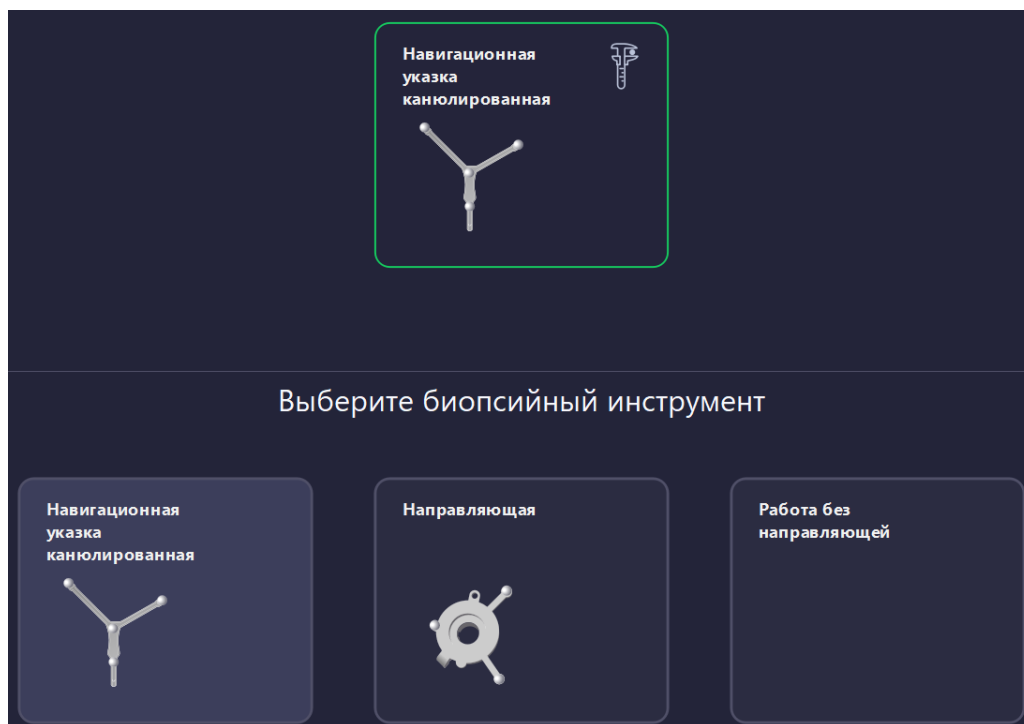 Навигационная
указка
канюлированная
Выберите биопсийный инструмент
Навигационная
указка
канюлированная
Направляющая
Работа без
направляющей